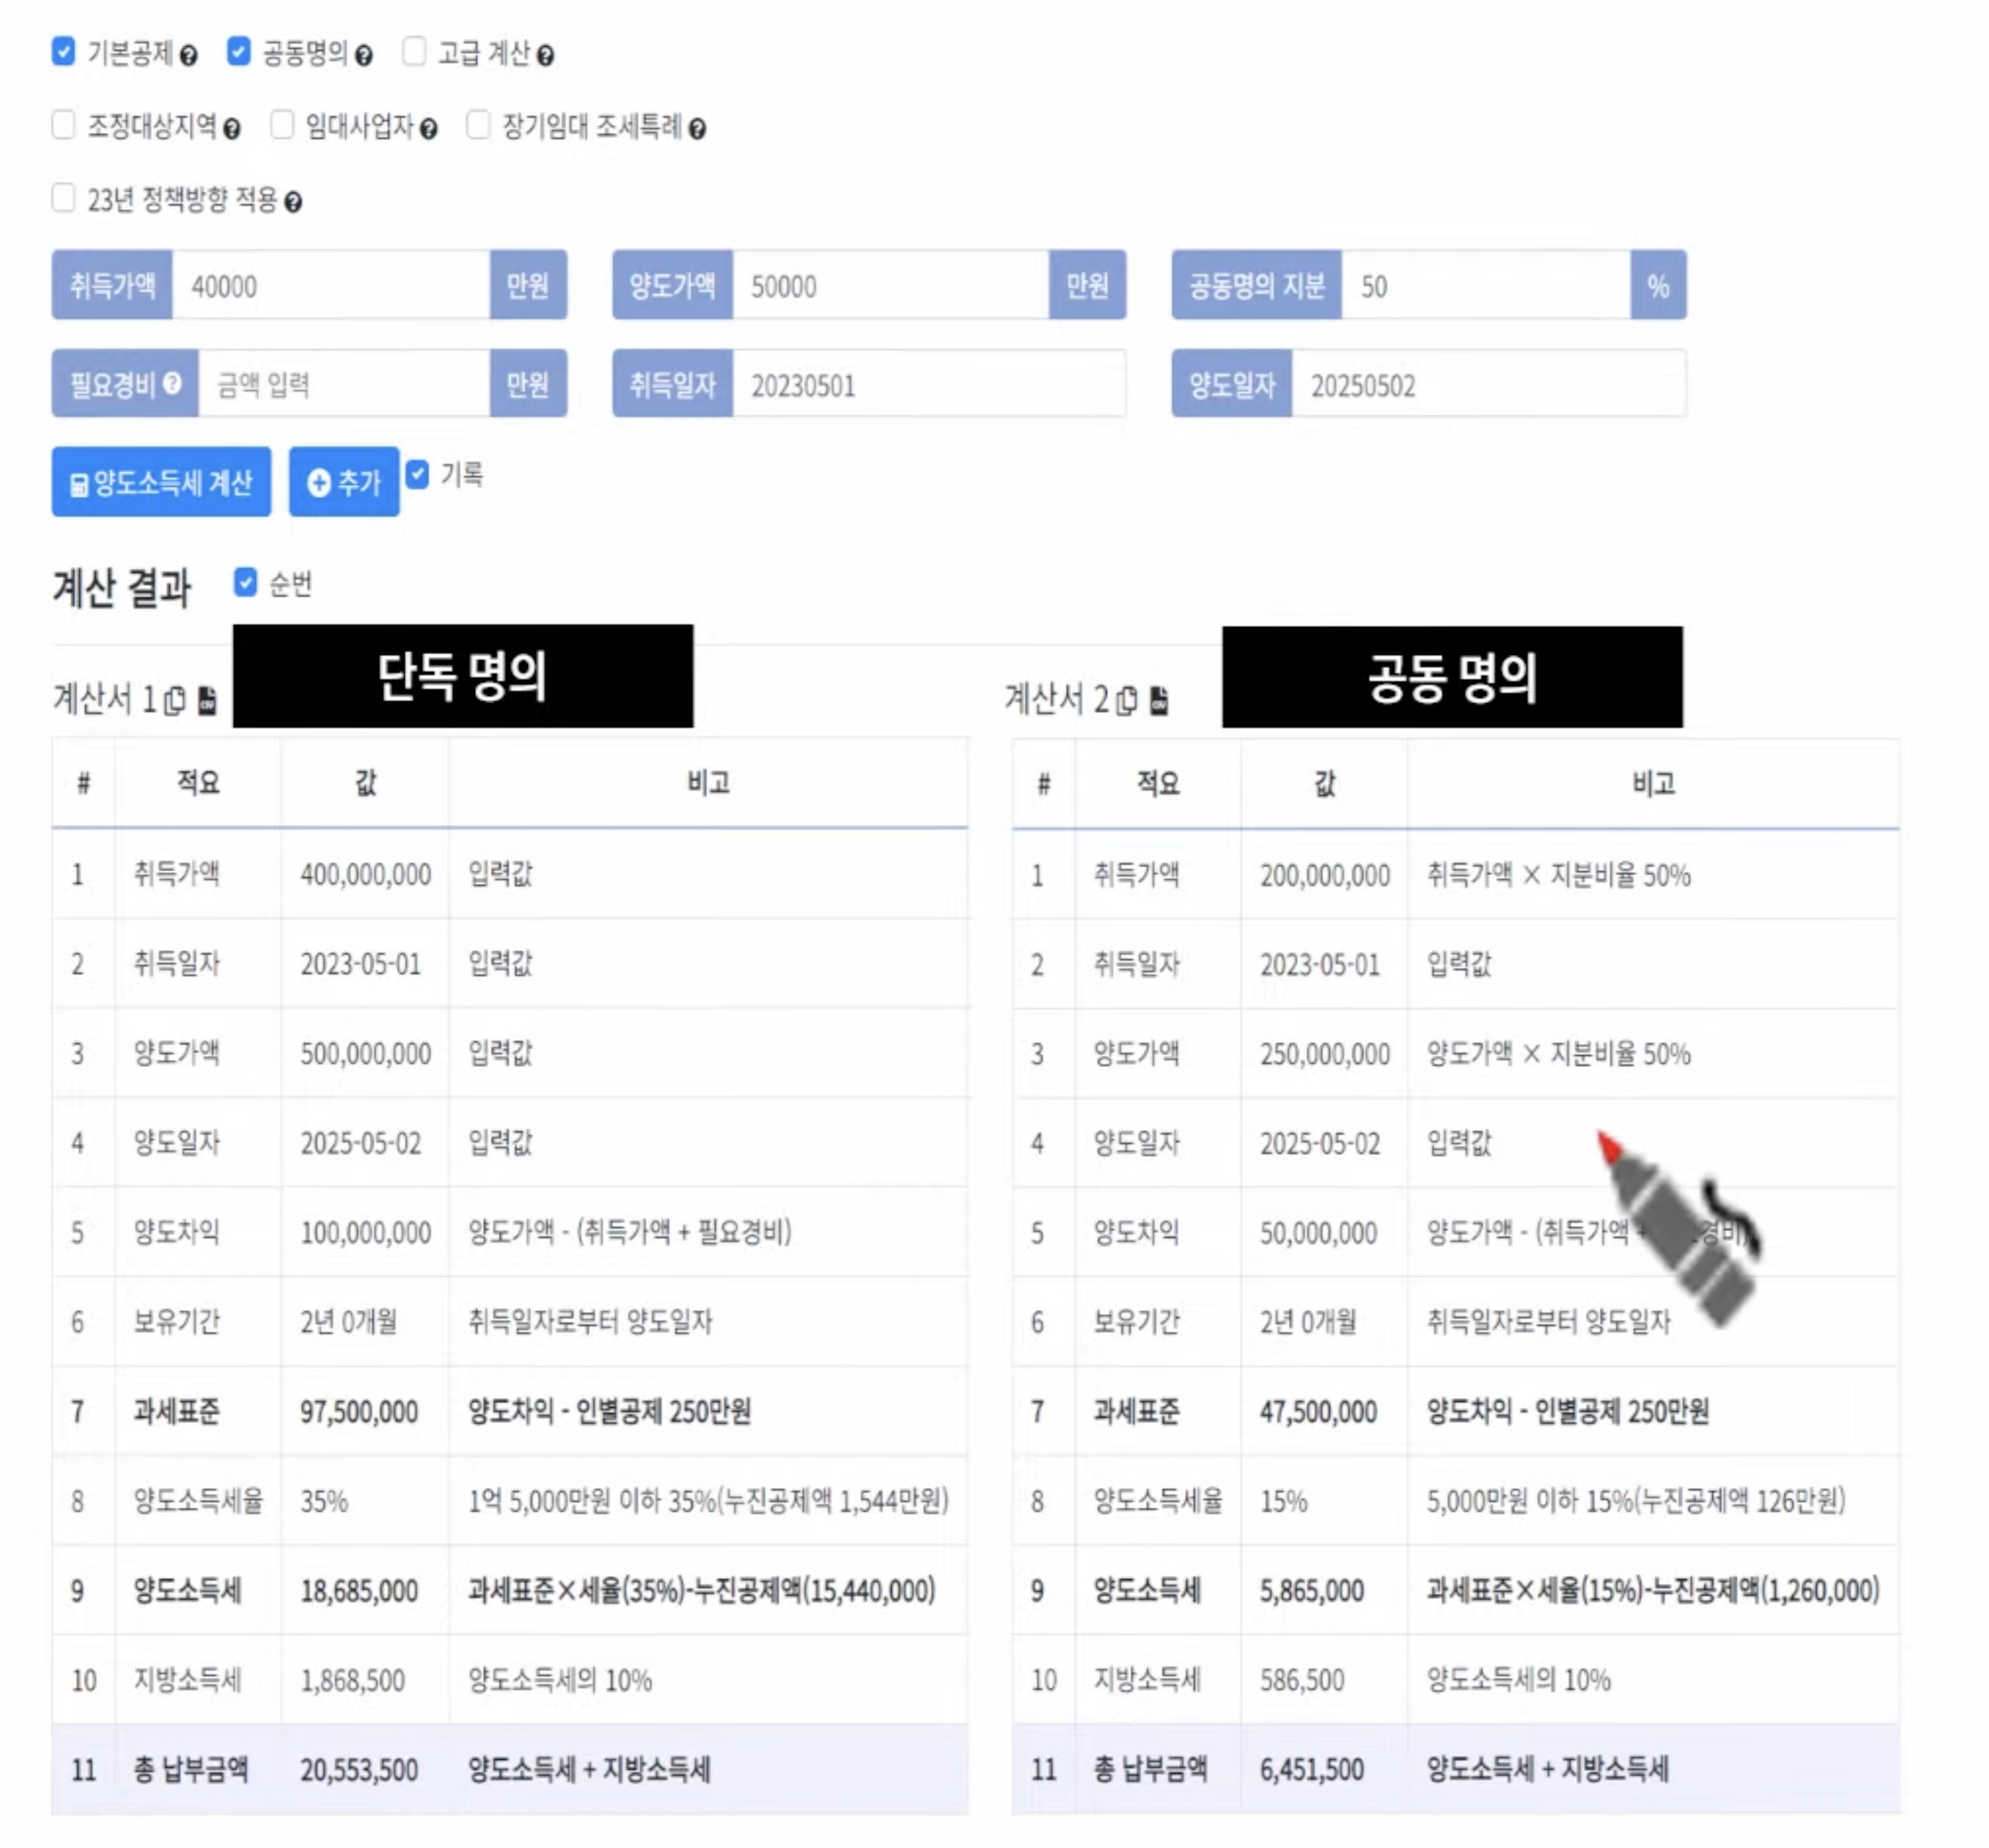 기본공제 공동명의 고급 계산
조정대상지역 임대사업자 장기임대 조세특례
23년 정책방향 적용
취득가액 40000 만원 양도가액 50000 만원 공동명의 지분 50 %
필요경비 금액 입력 만원 취득일자 20230501 양도일자 20250502
양도소득세 계산 추가 기록
계산 결과 순번
계산서 1 단독 명의
# 적요 값 비고
1 취득가액 400,000,000 입력값
2 취득일자 2023-05-01 입력값
3 양도가액 500,000,000 입력값
4 양도일자 2025-05-02 입력값
5 양도차익 100,000,000 양도가액 - (취득가액 + 필요경비)
6 보유기간 2년 0개월 취득일자로부터 양도일자
7 과세표준 97,500,000 양도차익 - 인별공제 250만원
8 양도소득세율 35% 1억 5,000만원 이하 35%(누진공제액 1,544만원)
9 양도소득세 18,685,000 과세표준×세율(35%)-누진공제액(15,440,000)
10 지방소득세 1,868,500 양도소득세의 10%
11 총 납부금액 20,553,500 양도소득세 + 지방소득세
계산서 2 공동 명의
# 적요 값 비고
1 취득가액 200,000,000 취득가액 × 지분비율 50%
2 취득일자 2023-05-01 입력값
3 양도가액 250,000,000 양도가액 × 지분비율 50%
4 양도일자 2025-05-02 입력값
5 양도차익 50,000,000 양도가액 - (취득가액 +
6 보유기간 2년 0개월 취득일자로부터 양도일자
7 과세표준 47,500,000 양도차익 - 인별공제 250만원
8 양도소득세율 15% 5,000만원 이하 15%(누진공제액 126만원)
9 양도소득세 5,865,000 과세표준×세율(15%)-누진공제액(1,260,000)
10 지방소득세 586,500 양도소득세의 10%
11 총 납부금액 6,451,500 양도소득세 + 지방소득세